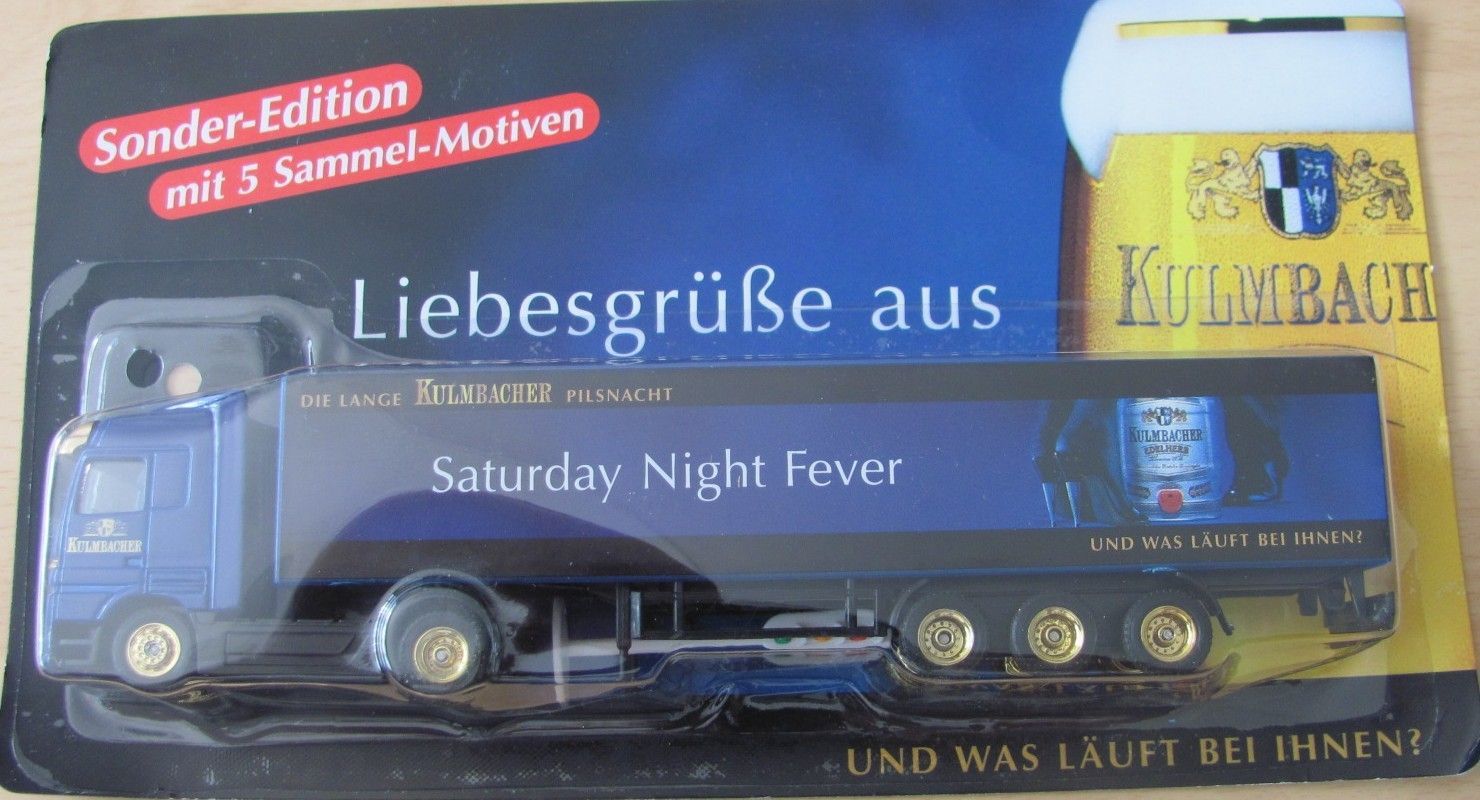 Sonder-Edition
mit 5 Sammel-Motiven
Liebesgrüße aus
KULMBACH
DIE LANGE KULMBACHER PILSNACHT
Saturday Night Fever
KULMBACHER
EDELHERB
UND WAS LÄUFT BEI IHNEN?
KULMBACHER
UND WAS LÄUFT BEI IHNEN?